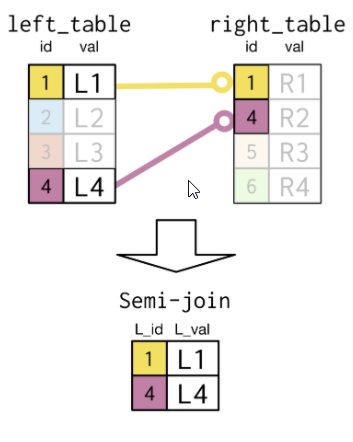 left_table right_table
id val id val
1 L1 1 R1
2 L2 4 R2
3 L3 5 R3
4 L4 6 R4
Semi-join
L_id L_val
1 L1
4 L4